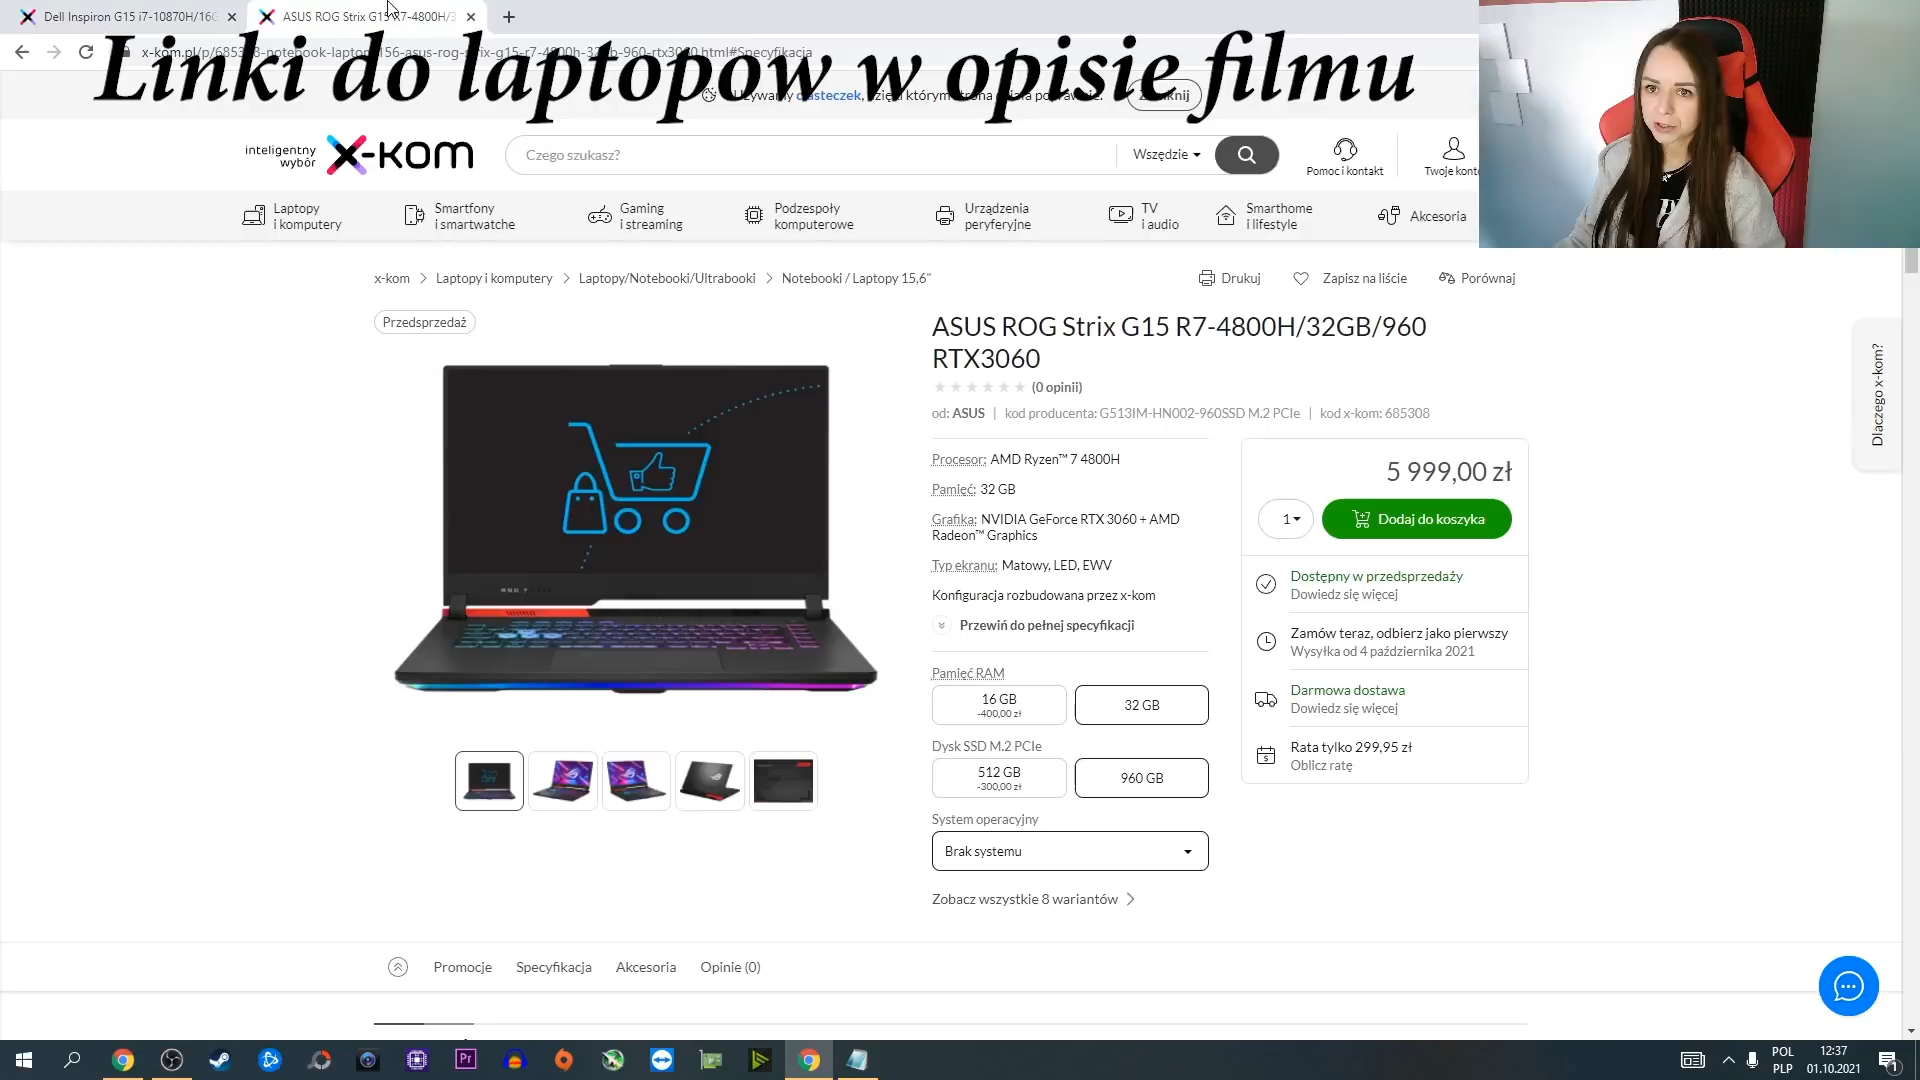 Dell Inspiron G15 i7-10870H/16G
ASUS ROG Strix G15 R7-4800H/3
Linki do laptopow w opisie filmu
inteligentny
wybór
x-kom
Czego szukasz?
Wszędzie
Pomoc i kontakt
Twoje konto
Laptopy
i komputery
Smartfony
i smartwatche
Gaming
i streaming
Podzespoły
komputerowe
Urządzenia
peryferyjne
TV
i audio
Smarthome
i lifestyle
Akcesoria
x-kom > Laptopy i komputery > Laptopy/Notebooki/Ultrabooki > Notebooki / Laptopy 15,6"
Drukuj
Zapisz na liście
Porównaj
Przedsprzedaż
ASUS ROG Strix G15 R7-4800H/32GB/960
RTX3060
(0 opinii)
od: ASUS | kod producenta: G513IM-HN002-960SSD M.2 PCIe | kod x-kom: 685308
Procesor: AMD Ryzen™ 7 4800H
Pamięć: 32 GB
Grafika: NVIDIA GeForce RTX 3060 + AMD
Radeon™ Graphics
Typ ekranu: Matowy, LED, EWV
Konfiguracja rozbudowana przez x-kom
Przewiń do pełnej specyfikacji
Pamięć RAM
16 GB
-400,00 zł
32 GB
Dysk SSD M.2 PCIe
512 GB
-300,00 zł
960 GB
System operacyjny
Brak systemu
Zobacz wszystkie 8 wariantów
5 999,00 zł
1
Dodaj do koszyka
Dostępny w przedsprzedaży
Dowiedz się więcej
Zamów teraz, odbierz jako pierwszy
Wysyłka od 4 października 2021
Darmowa dostawa
Dowiedz się więcej
Rata tylko 299,95 zł
Oblicz ratę
Dlaczego x-kom?
Promocje
Specyfikacja
Akcesoria
Opinie (0)
POL
PLP
12:37
01.10.2021